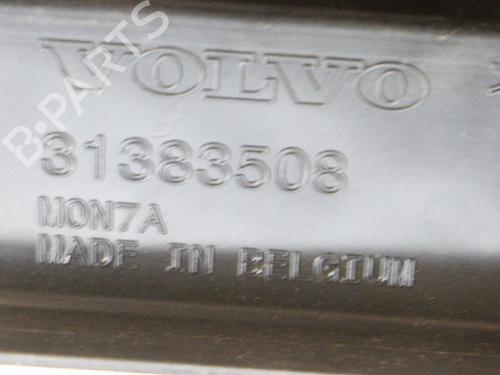 VOLVO
31383508
MON7A
MADE IN BELGIUM
B-PARTS